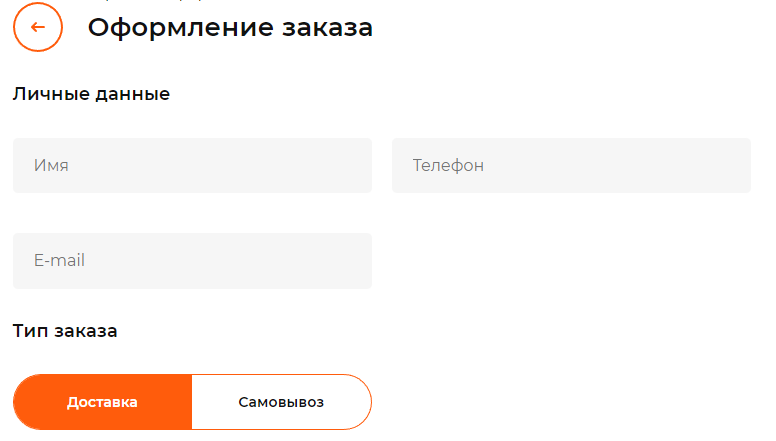 Оформление заказа
Личные данные
Имя
Телефон
E-mail
Тип заказа
Доставка
Самовывоз